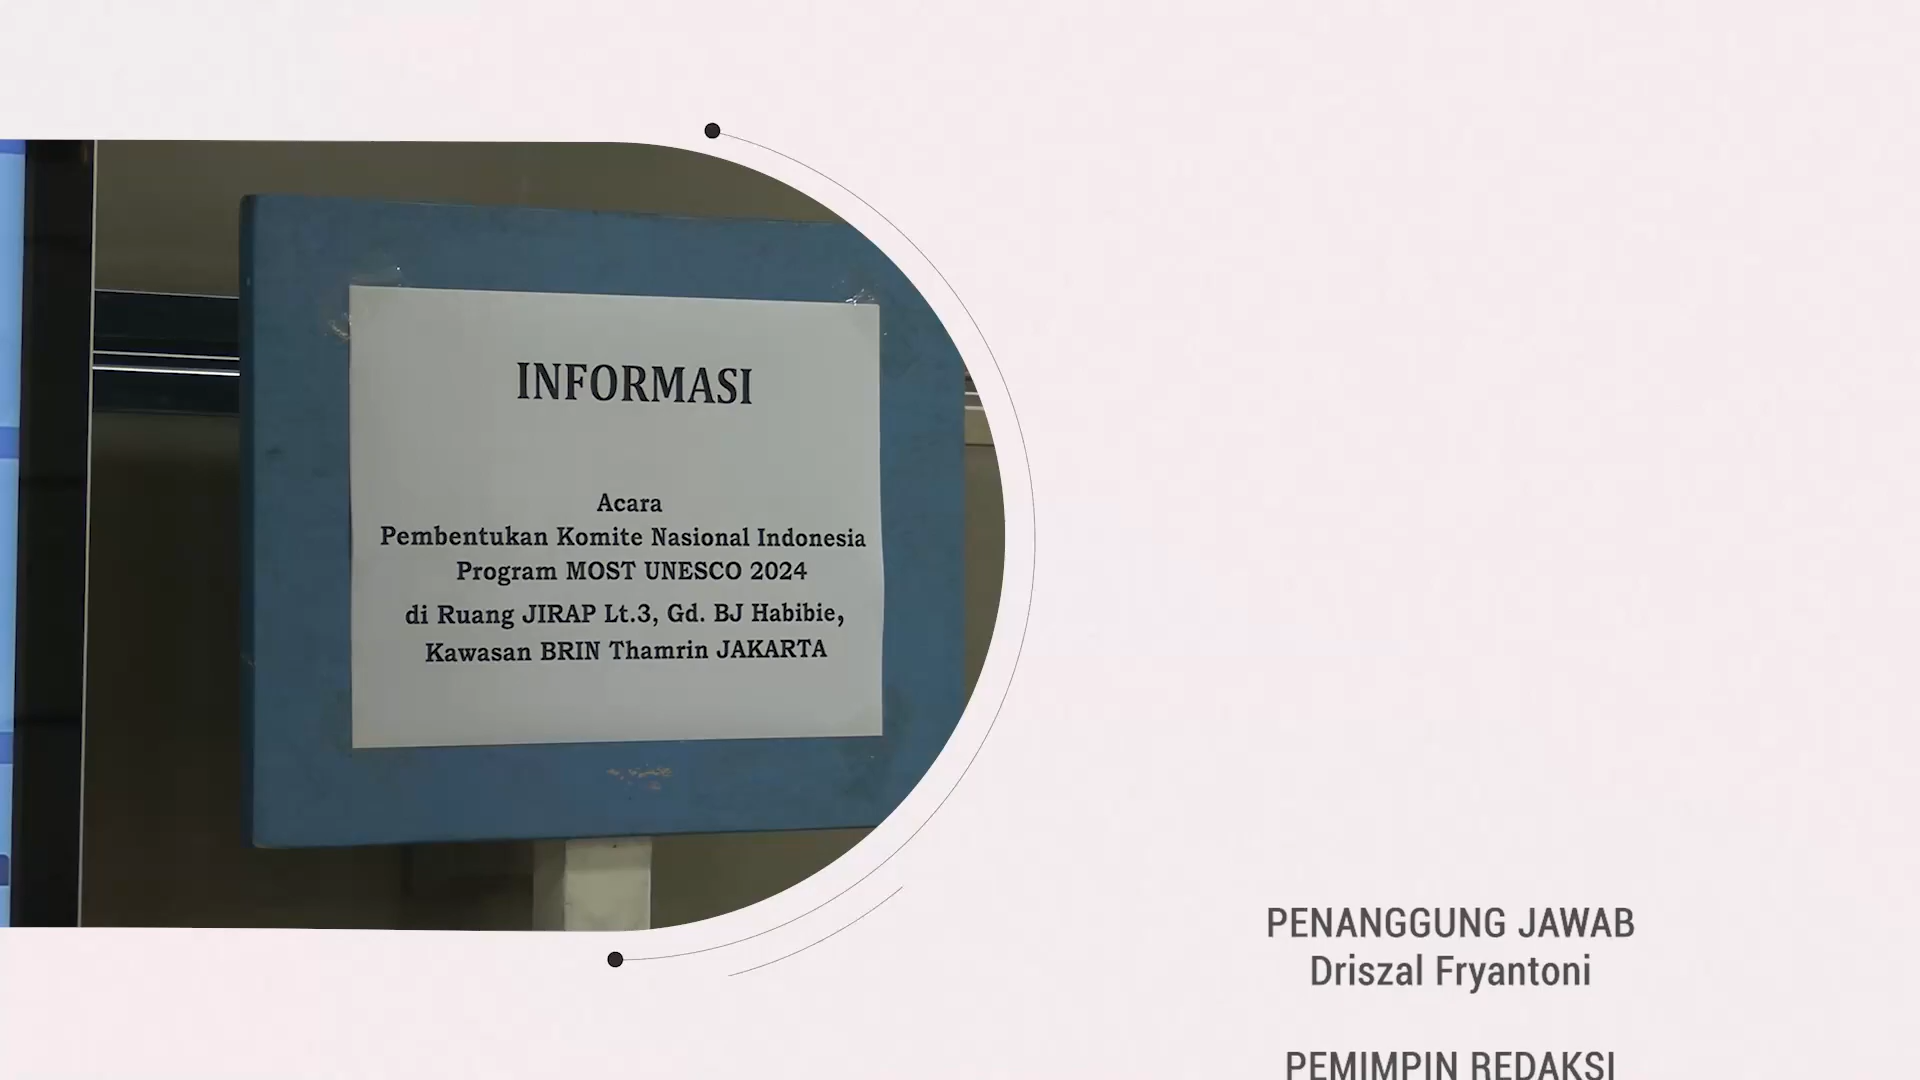 INFORMASI
Acara
Pembentukan Komite Nasional Indonesia
Program MOST UNESCO 2024
di Ruang JIRAP Lt.3, Gd. BJ Habibie,
Kawasan BRIN Thamrin JAKARTA
PENANGGUNG JAWAB
Driszal Fryantoni
PEMIMPIN REDAKSI